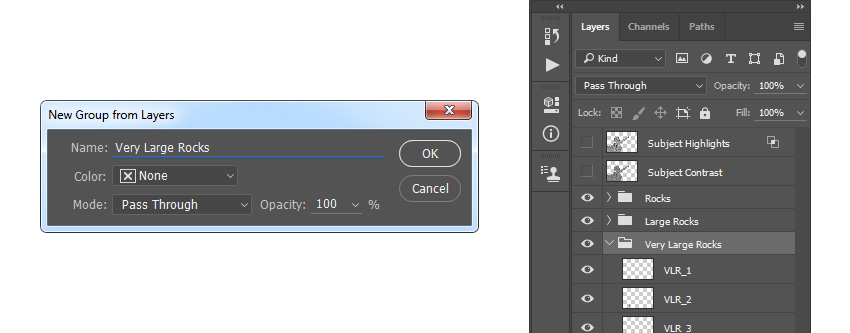 New Group from Layers
Name: Very Large Rocks
OK
Color: None
Cancel
Mode: Pass Through Opacity: 100 %
Layers Channels Paths
Kind
Pass Through Opacity: 100%
Lock: Fill: 100%
Subject Highlights
Subject Contrast
Rocks
Large Rocks
Very Large Rocks
VLR_1
VLR_2
VLR_3